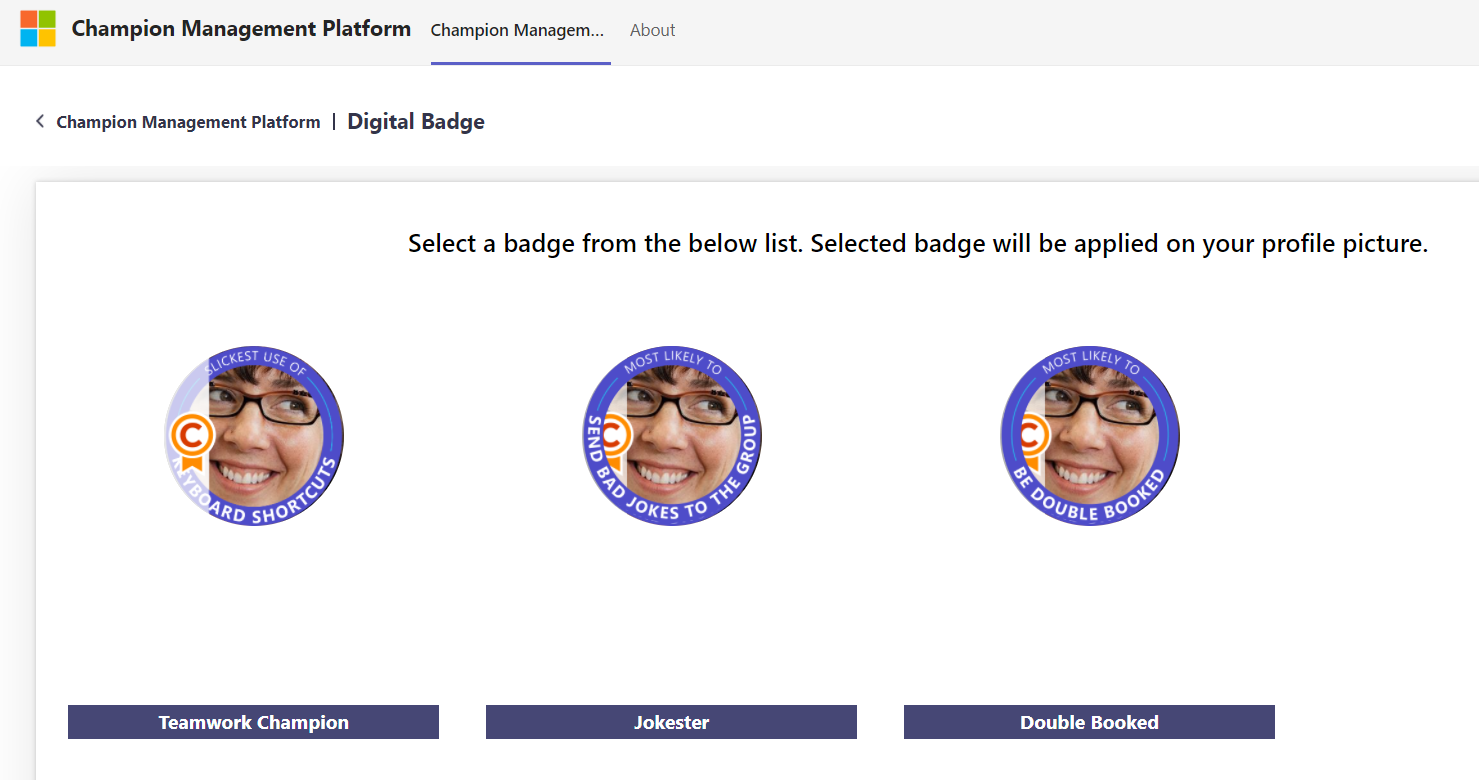 Champion Management Platform Champion Managem... About
Champion Management Platform | Digital Badge
Select a badge from the below list. Selected badge will be applied on your profile picture.
SLICKEST USE OF
C
KEYBOARD SHORTCUTS
MOST LIKELY TO
C
SEND BAD JOKES TO THE GROUP
MOST LIKELY TO
C
BE DOUBLE BOOKED
Teamwork Champion
Jokester
Double Booked